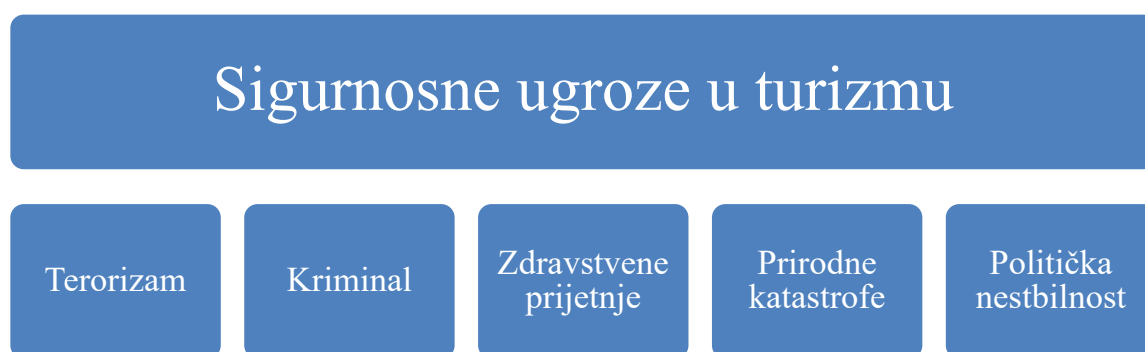 Sigurnosne ugroze u turizmu
Terorizam
Kriminal
Zdravstvene
prijetnje
Prirodne
katastrofe
Politička
nestbilnost